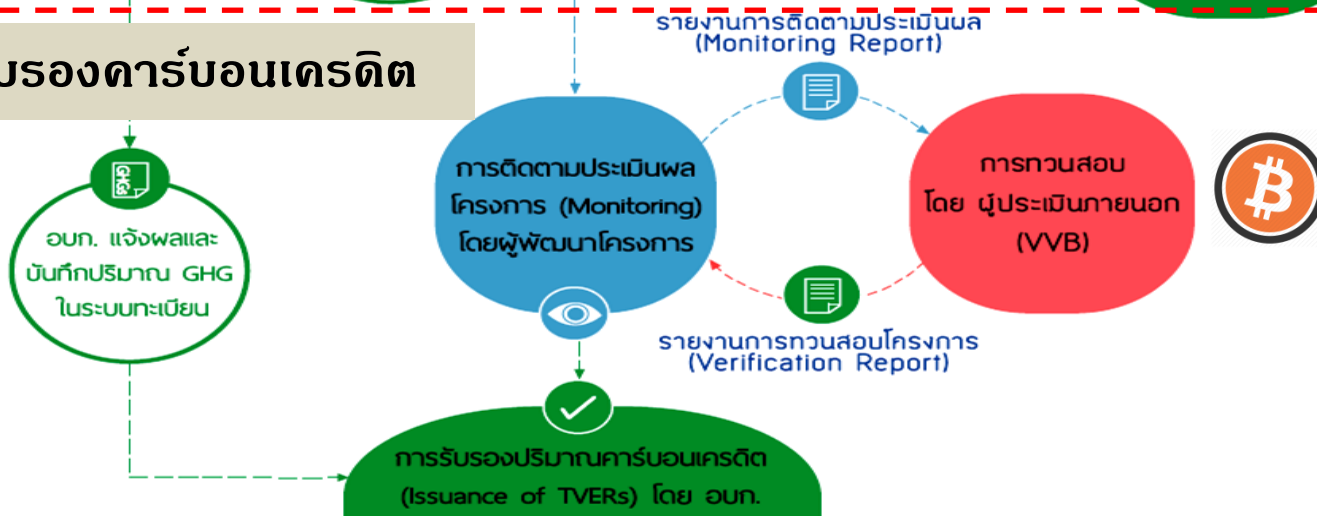 รายงานการติดตามประเมินผล
(Monitoring Report)
บรองคาร์บอนเครดิต
GHGs
อบก. แจ้งผลและ
บันทึกปริมาณ GHG
ในระบบทะเบียน
การติดตามประเมินผล
โครงการ (Monitoring)
โดยผู้พัฒนาโครงการ
การทวนสอบ
โดย ผู้ประเมินภายนอก
(VVB)
รายงานการทวนสอบโครงการ
(Verification Report)
การรับรองปริมาณคาร์บอนเครดิต
(Issuance of TVERs) โดย อบก.